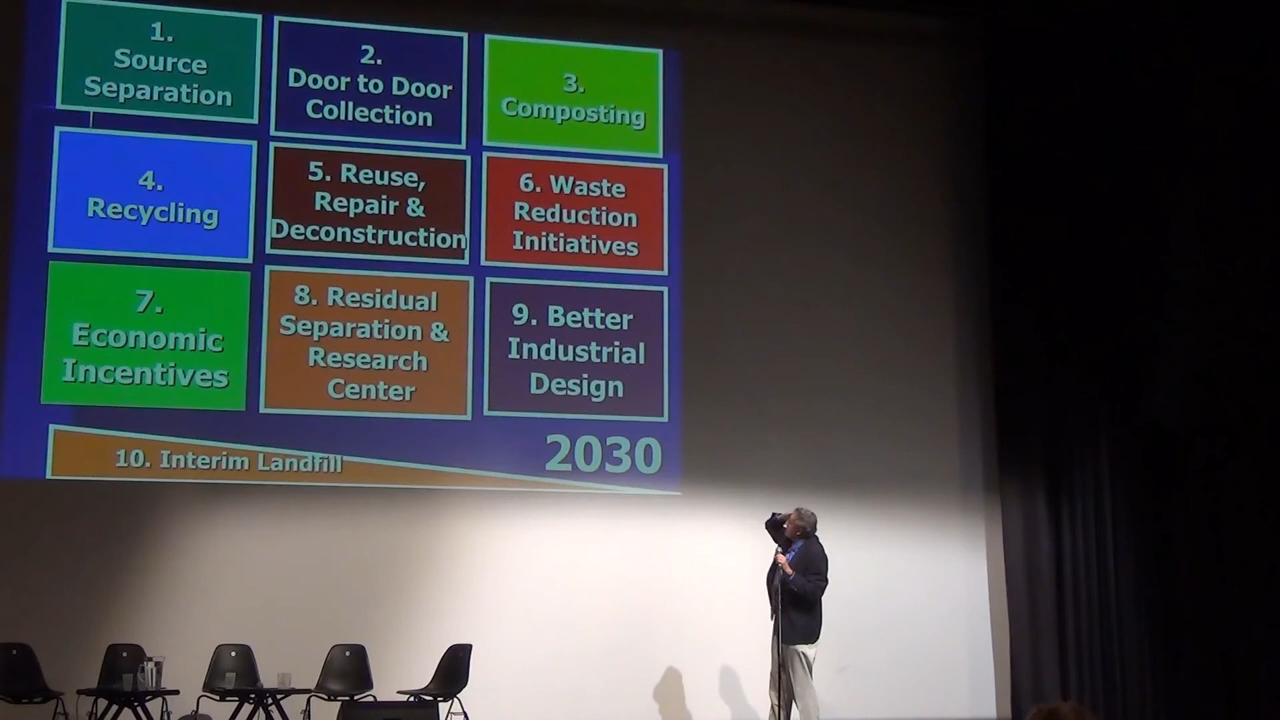 1.
Source
Separation
2.
Door to Door
Collection
3.
Composting
4.
Recycling
5. Reuse,
Repair &
Deconstruction
6. Waste
Reduction
Initiatives
7.
Economic
Incentives
8. Residual
Separation &
Research
Center
9. Better
Industrial
Design
10. Interim Landfill
2030